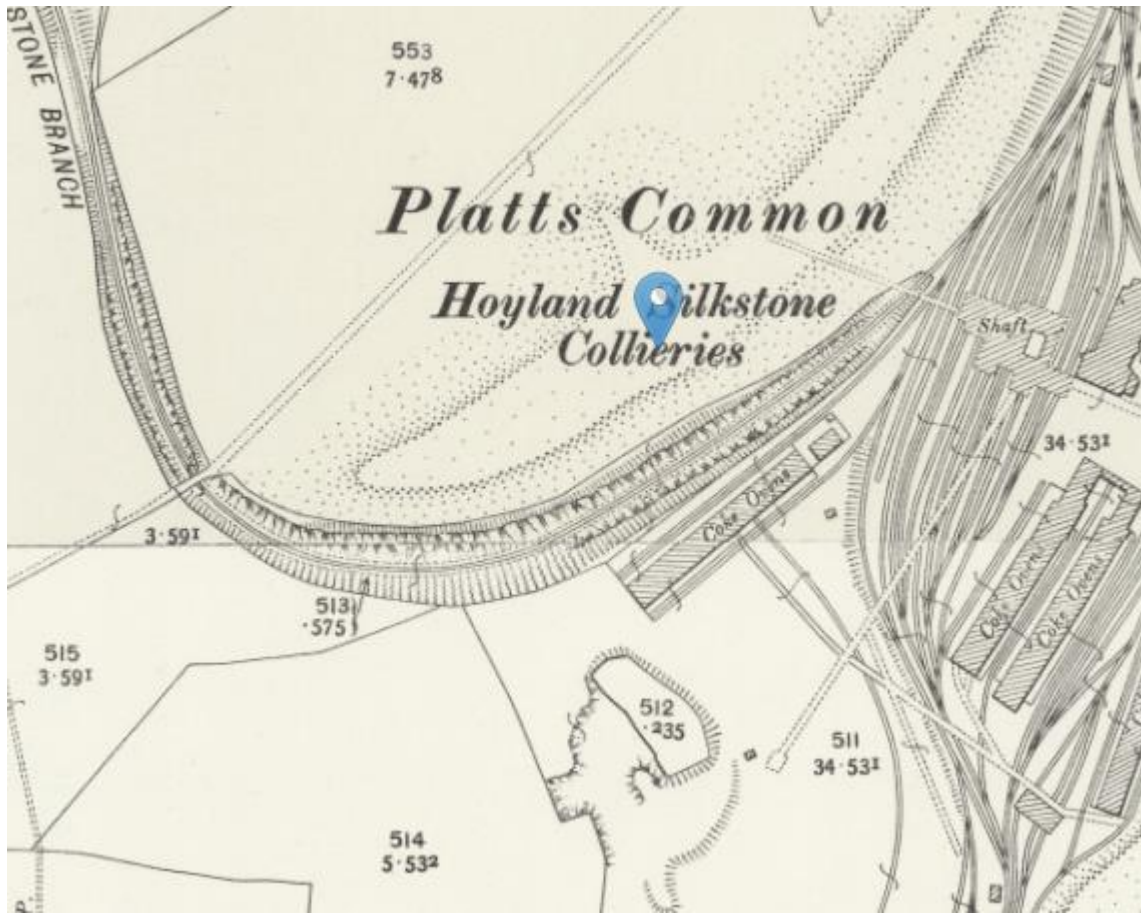 STONE BRANCH
553
7·478
Platts Common
Hoyland Silkstone
Collieries
Shaft
34·531
Coke Ovens
3·591
Coke Oven
Coke Ovens
513
·575
515
3·591
512
·235
511
34·531
514
5·532
P.